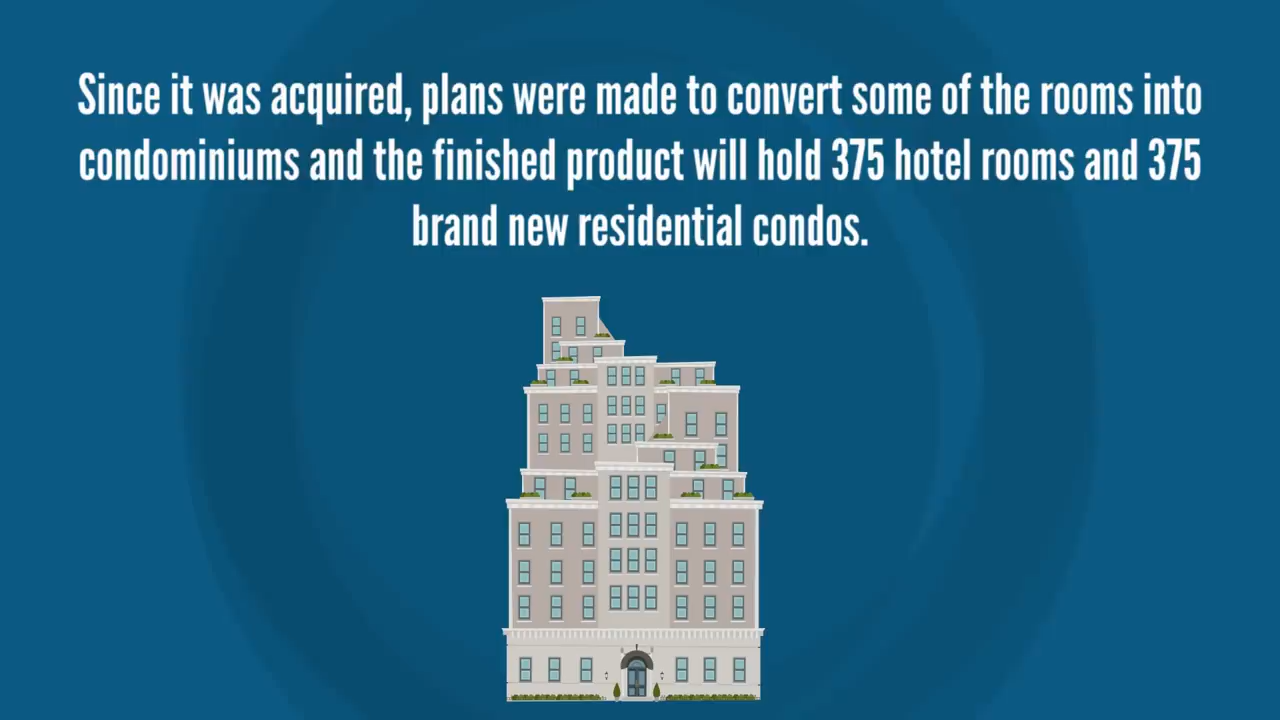 Since it was acquired, plans were made to convert some of the rooms into
condominiums and the finished product will hold 375 hotel rooms and 375
brand new residential condos.